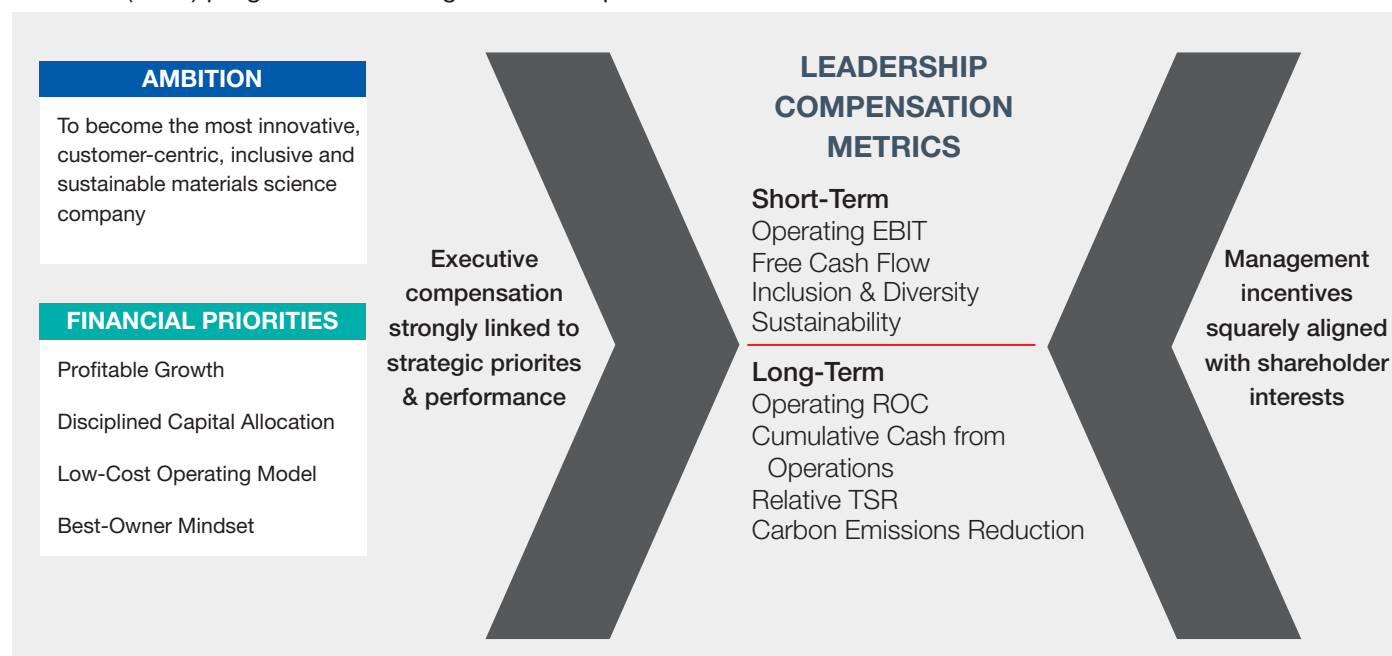 AMBITION
To become the most innovative,
customer-centric, inclusive and
sustainable materials science
company
FINANCIAL PRIORITIES
Profitable Growth
Disciplined Capital Allocation
Low-Cost Operating Model
Best-Owner Mindset
Executive
compensation
strongly linked to
strategic priorites
& performance
LEADERSHIP
COMPENSATION
METRICS
Short-Term
Operating EBIT
Free Cash Flow
Inclusion & Diversity
Sustainability
Long-Term
Operating ROC
Cumulative Cash from
Operations
Relative TSR
Carbon Emissions Reduction
Management
incentives
squarely aligned
with shareholder
interests